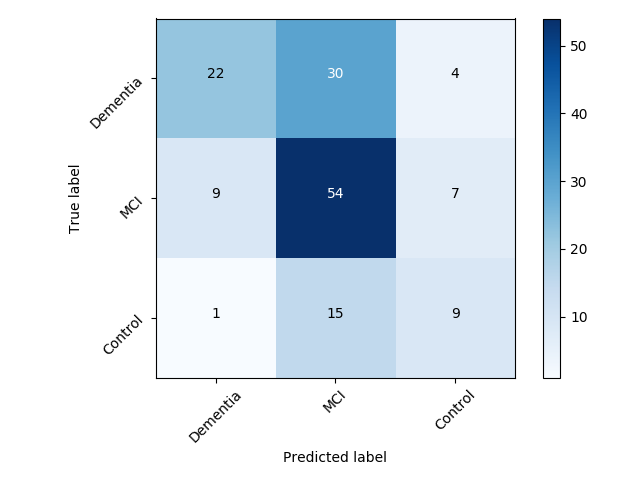 Dementia 22 30 4
MCI 9 54 7
Control 1 15 9
Dementia MCI Control
True label
Predicted label
50
40
30
20
10